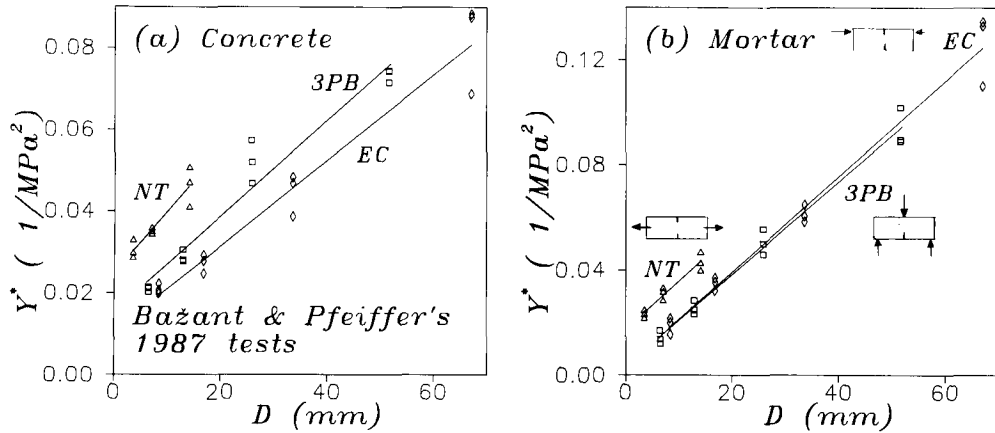 (a) Concrete
3PB
EC
NT
Bažant & Pfeiffer's
1987 tests
Y* ( 1/MPa²)
0.08
0.06
0.04
0.02
0.00
0
20
40
60
D (mm)
(b) Mortar
EC
3PB
NT
Y* ( 1/MPa²)
0.12
0.08
0.04
0.00
0
20
40
60
D (mm)